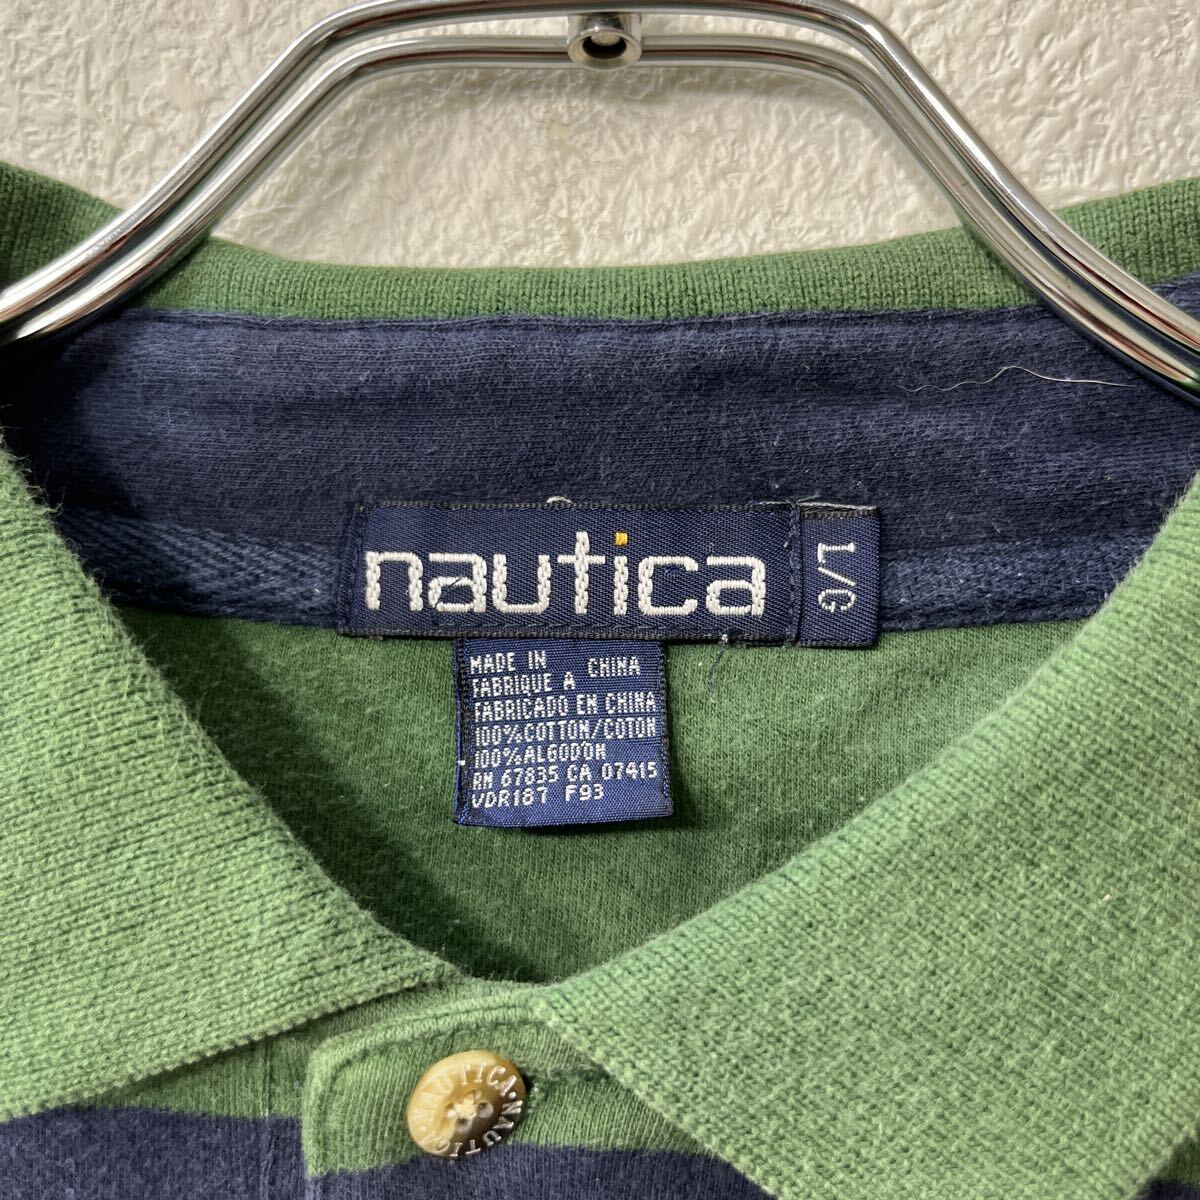 nautica
L/G
MADE IN CHINA
FABRIQUE A
FABRICADO EN CHINA
100%COTTON/COTON
100%ALGODON
RN 67835 CA 07415
VDR187 F93
NAUTICA·NAUTICA·